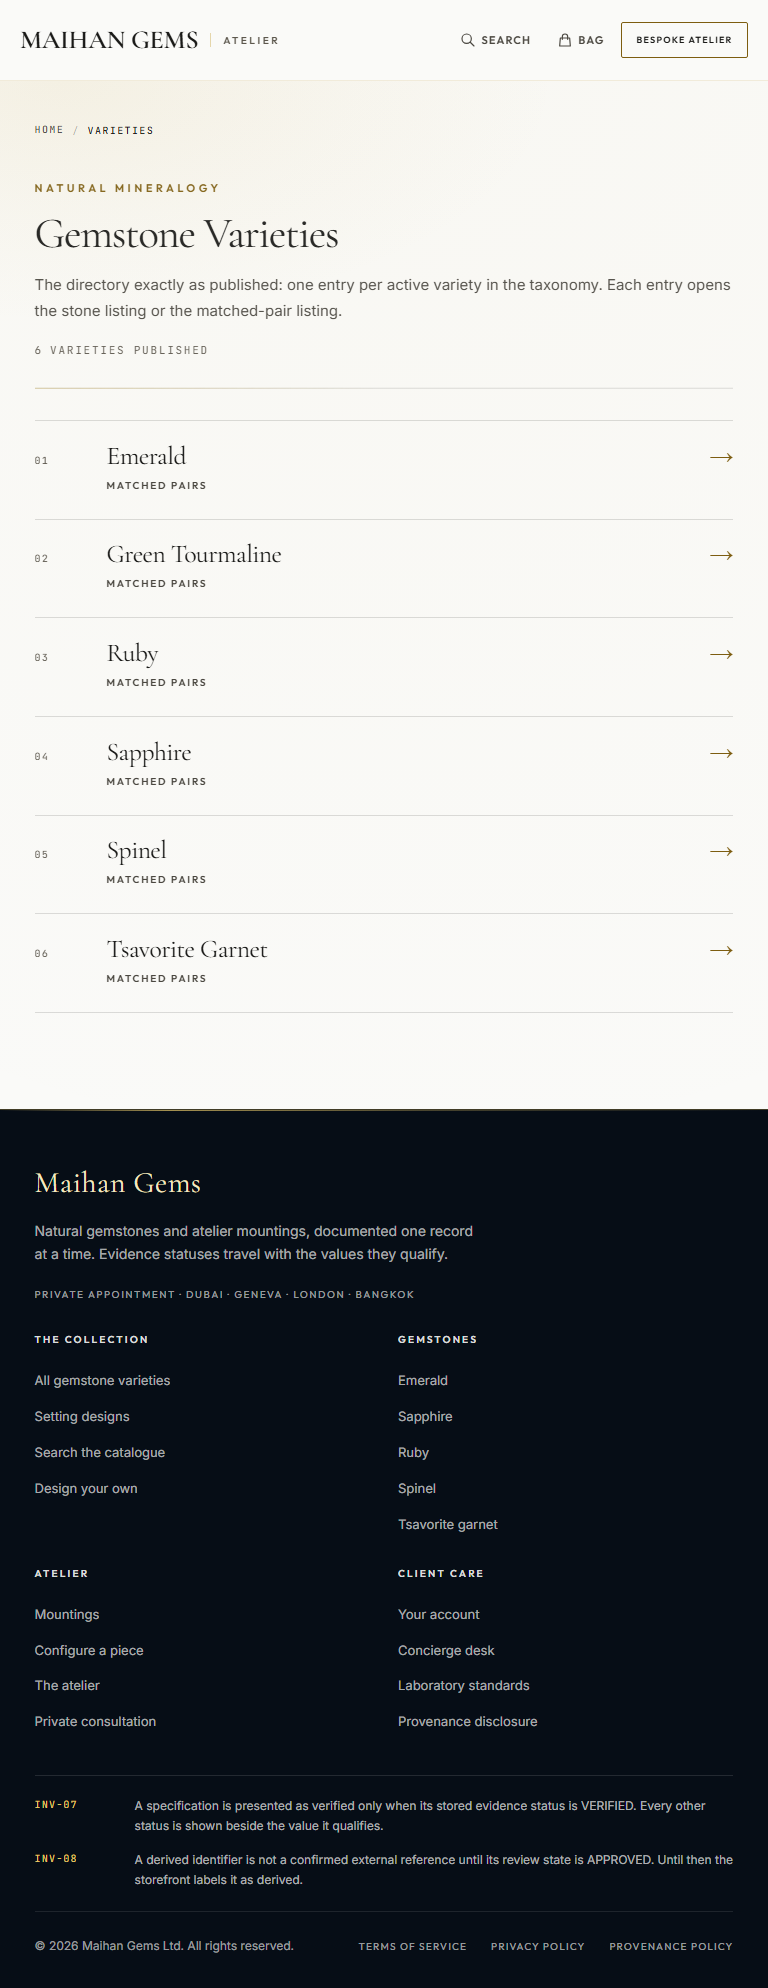 MAIHAN GEMS ATELIER SEARCH BAG BESPOKE ATELIER
HOME / VARIETIES
NATURAL MINERALOGY
Gemstone Varieties
The directory exactly as published: one entry per active variety in the taxonomy. Each entry opens
the stone listing or the matched-pair listing.
6 VARIETIES PUBLISHED
01 Emerald →
MATCHED PAIRS
02 Green Tourmaline →
MATCHED PAIRS
03 Ruby →
MATCHED PAIRS
04 Sapphire →
MATCHED PAIRS
05 Spinel →
MATCHED PAIRS
06 Tsavorite Garnet →
MATCHED PAIRS
Maihan Gems
Natural gemstones and atelier mountings, documented one record
at a time. Evidence statuses travel with the values they qualify.
PRIVATE APPOINTMENT · DUBAI · GENEVA · LONDON · BANGKOK
THE COLLECTION
All gemstone varieties
Setting designs
Search the catalogue
Design your own
GEMSTONES
Emerald
Sapphire
Ruby
Spinel
Tsavorite garnet
ATELIER
Mountings
Configure a piece
The atelier
Private consultation
CLIENT CARE
Your account
Concierge desk
Laboratory standards
Provenance disclosure
INV-07 A specification is presented as verified only when its stored evidence status is VERIFIED. Every other
status is shown beside the value it qualifies.
INV-08 A derived identifier is not a confirmed external reference until its review state is APPROVED. Until then the
storefront labels it as derived.
© 2026 Maihan Gems Ltd. All rights reserved. TERMS OF SERVICE PRIVACY POLICY PROVENANCE POLICY